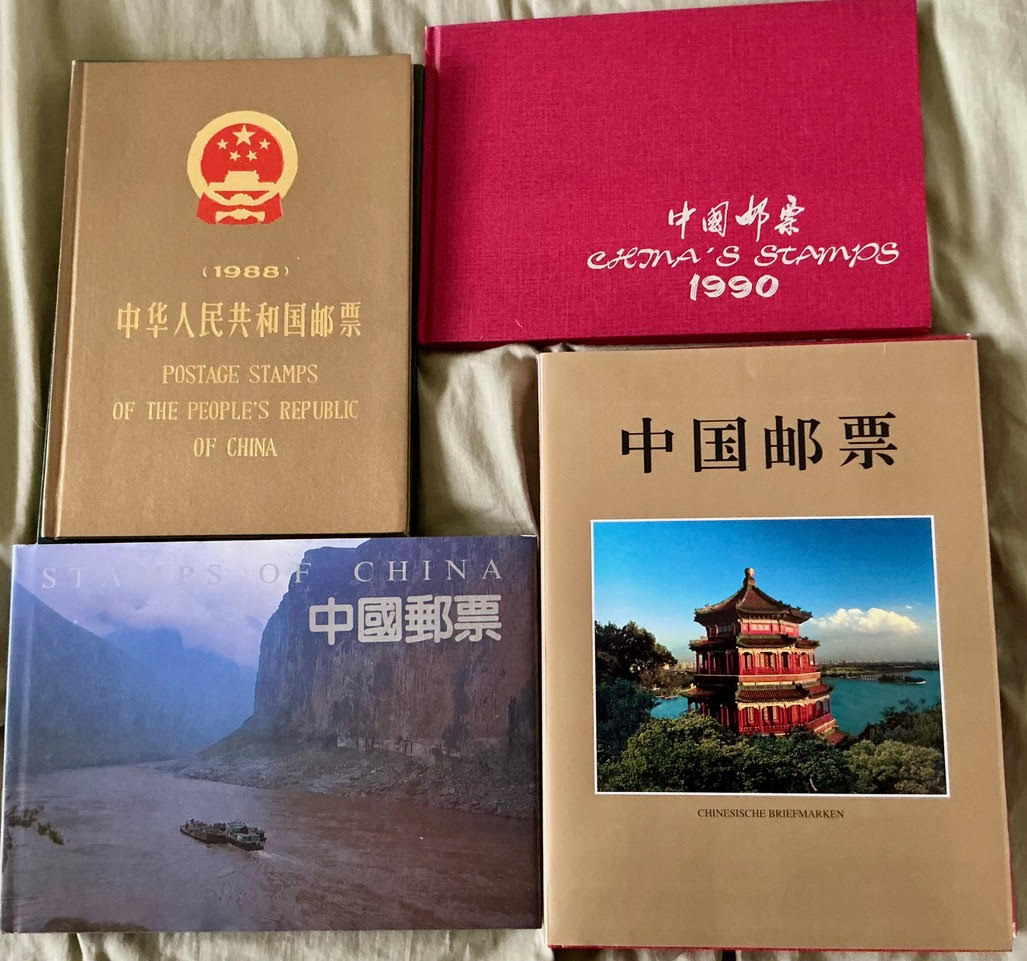 (1988)
中华人民共和国邮票
POSTAGE STAMPS
OF THE PEOPLE'S REPUBLIC
OF CHINA
中國邮票
CHINA'S STAMPS
1990
STAMPS OF CHINA
中國郵票
中国邮票
CHINESISCHE BRIEFMARKEN